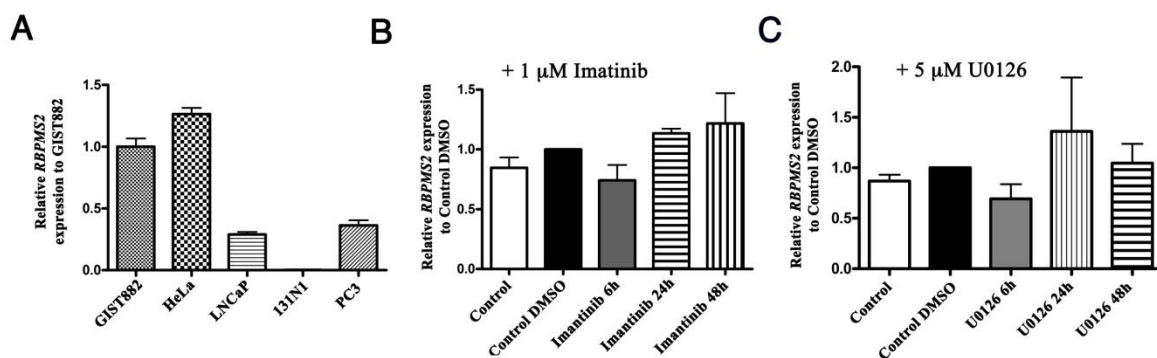 A
Relative RBPMS2
expression to GIST882
1.5
1.0
0.5
0.0
GIST882
HeLa
LNCaP
131N1
PC3
B
+ 1 μM Imatinib
Relative RBPMS2 expression
to Control DMSO
1.5
1.0
0.5
0.0
Control
Control DMSO
Imantinib 6h
Imantinib 24h
Imantinib 48h
C
+ 5 μM U0126
Relative RBPMS2 expression
to Control DMSO
2.0
1.5
1.0
0.5
0.0
Control
Control DMSO
U0126 6h
U0126 24h
U0126 48h